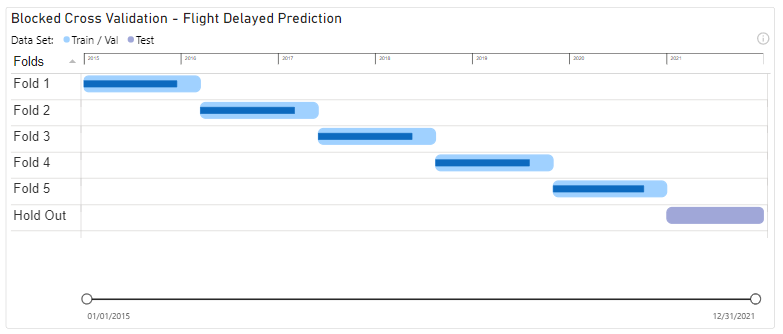 Blocked Cross Validation - Flight Delayed Prediction
Data Set: Train / Val Test
Folds 2015 2016 2017 2018 2019 2020 2021
Fold 1
Fold 2
Fold 3
Fold 4
Fold 5
Hold Out
01/01/2015 12/31/2021